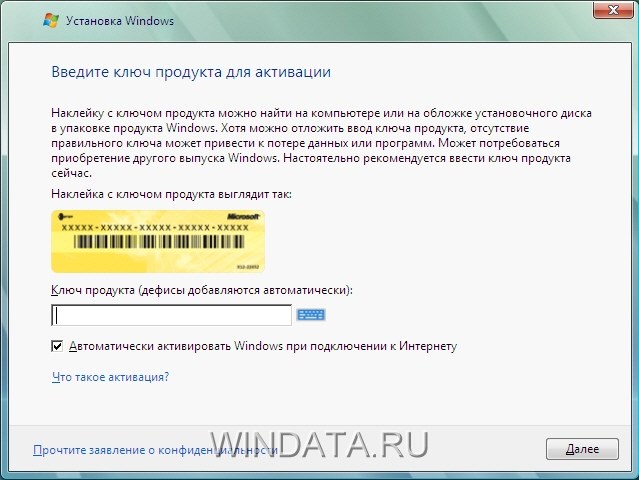 Установка Windows
Введите ключ продукта для активации
Наклейку с ключом продукта можно найти на компьютере или на обложке установочного диска
в упаковке продукта Windows. Хотя можно отложить ввод ключа продукта, отсутствие
правильного ключа может привести к потере данных или программ. Может потребоваться
приобретение другого выпуска Windows. Настоятельно рекомендуется ввести ключ продукта
сейчас.
Наклейка с ключом продукта выглядит так:
Microsoft
XXXXX-XXXXX-XXXXX-XXXXX-XXXXX
Ключ продукта (дефисы добавляются автоматически):
Автоматически активировать Windows при подключении к Интернету
Что такое активация?
Прочтите заявление о конфиденциальности
WINDATA.RU
Далее